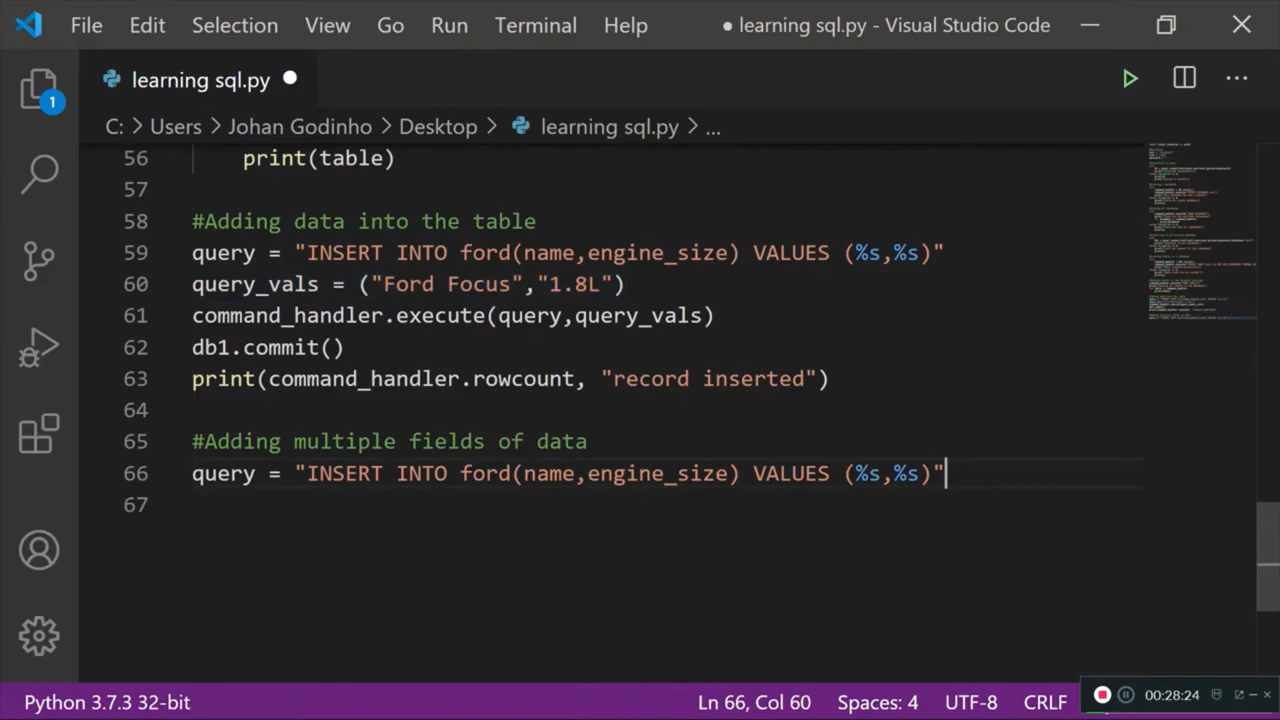 File Edit Selection View Go Run Terminal Help ● learning sql.py - Visual Studio Code
learning sql.py
C: > Users > Johan Godinho > Desktop > learning sql.py > ...
1
56 print(table)
57
58 #Adding data into the table
59 query = "INSERT INTO ford(name,engine_size) VALUES (%s,%s)"
60 query_vals = ("Ford Focus","1.8L")
61 command_handler.exectce(query,query_vals)
62 db1.commit()
63 print(command_handler.rowcount, "record inserted")
64
65 #Adding multiple fields of data
66 query = "INSERT INTO ford(name,engine_size) VALUES (%s,%s)"
67
Python 3.7.3 32-bit Ln 66, Col 60 Spaces: 4 UTF-8 CRLF 00:28:24